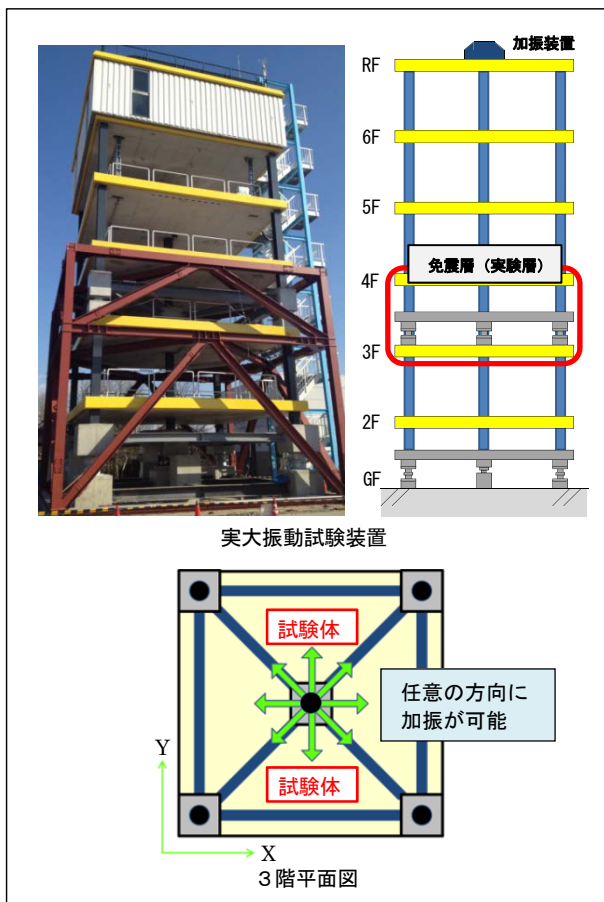 加振装置
RF
6F
5F
免震層（実験層）
4F
3F
2F
GF
実大振動試験装置
試験体
任意の方向に
加振が可能
Y
試験体
X
３階平面図